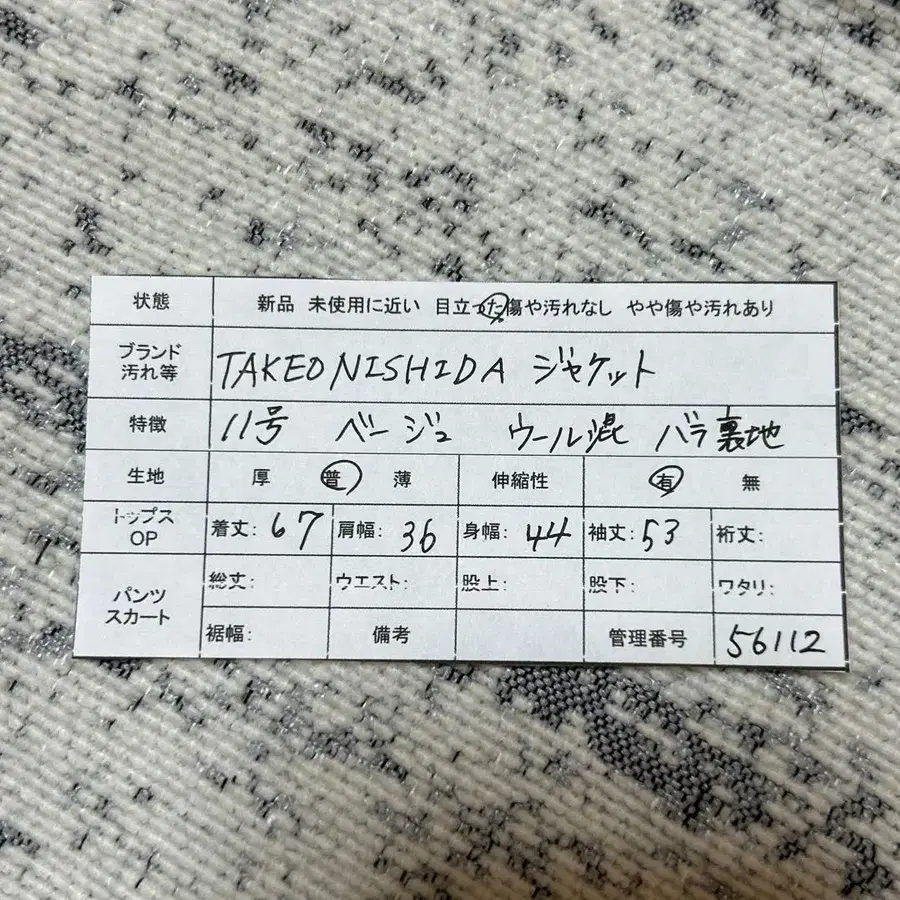 状態 新品 未使用に近い 目立った傷や汚れなし やや傷や汚れあり
ブランド 汚れ等 TAKEO NISHIDA ジャケット
特徴 11号 ベージュ ウール混 バラ裏地
生地 厚 普 薄 伸縮性 有 無
トップス OP 着丈: 67 肩幅: 36 身幅: 44 袖丈: 53 裄丈:
パンツ スカート 総丈: ウエスト: 股上: 股下: ワタリ:
裾幅: 備考 管理番号 56112